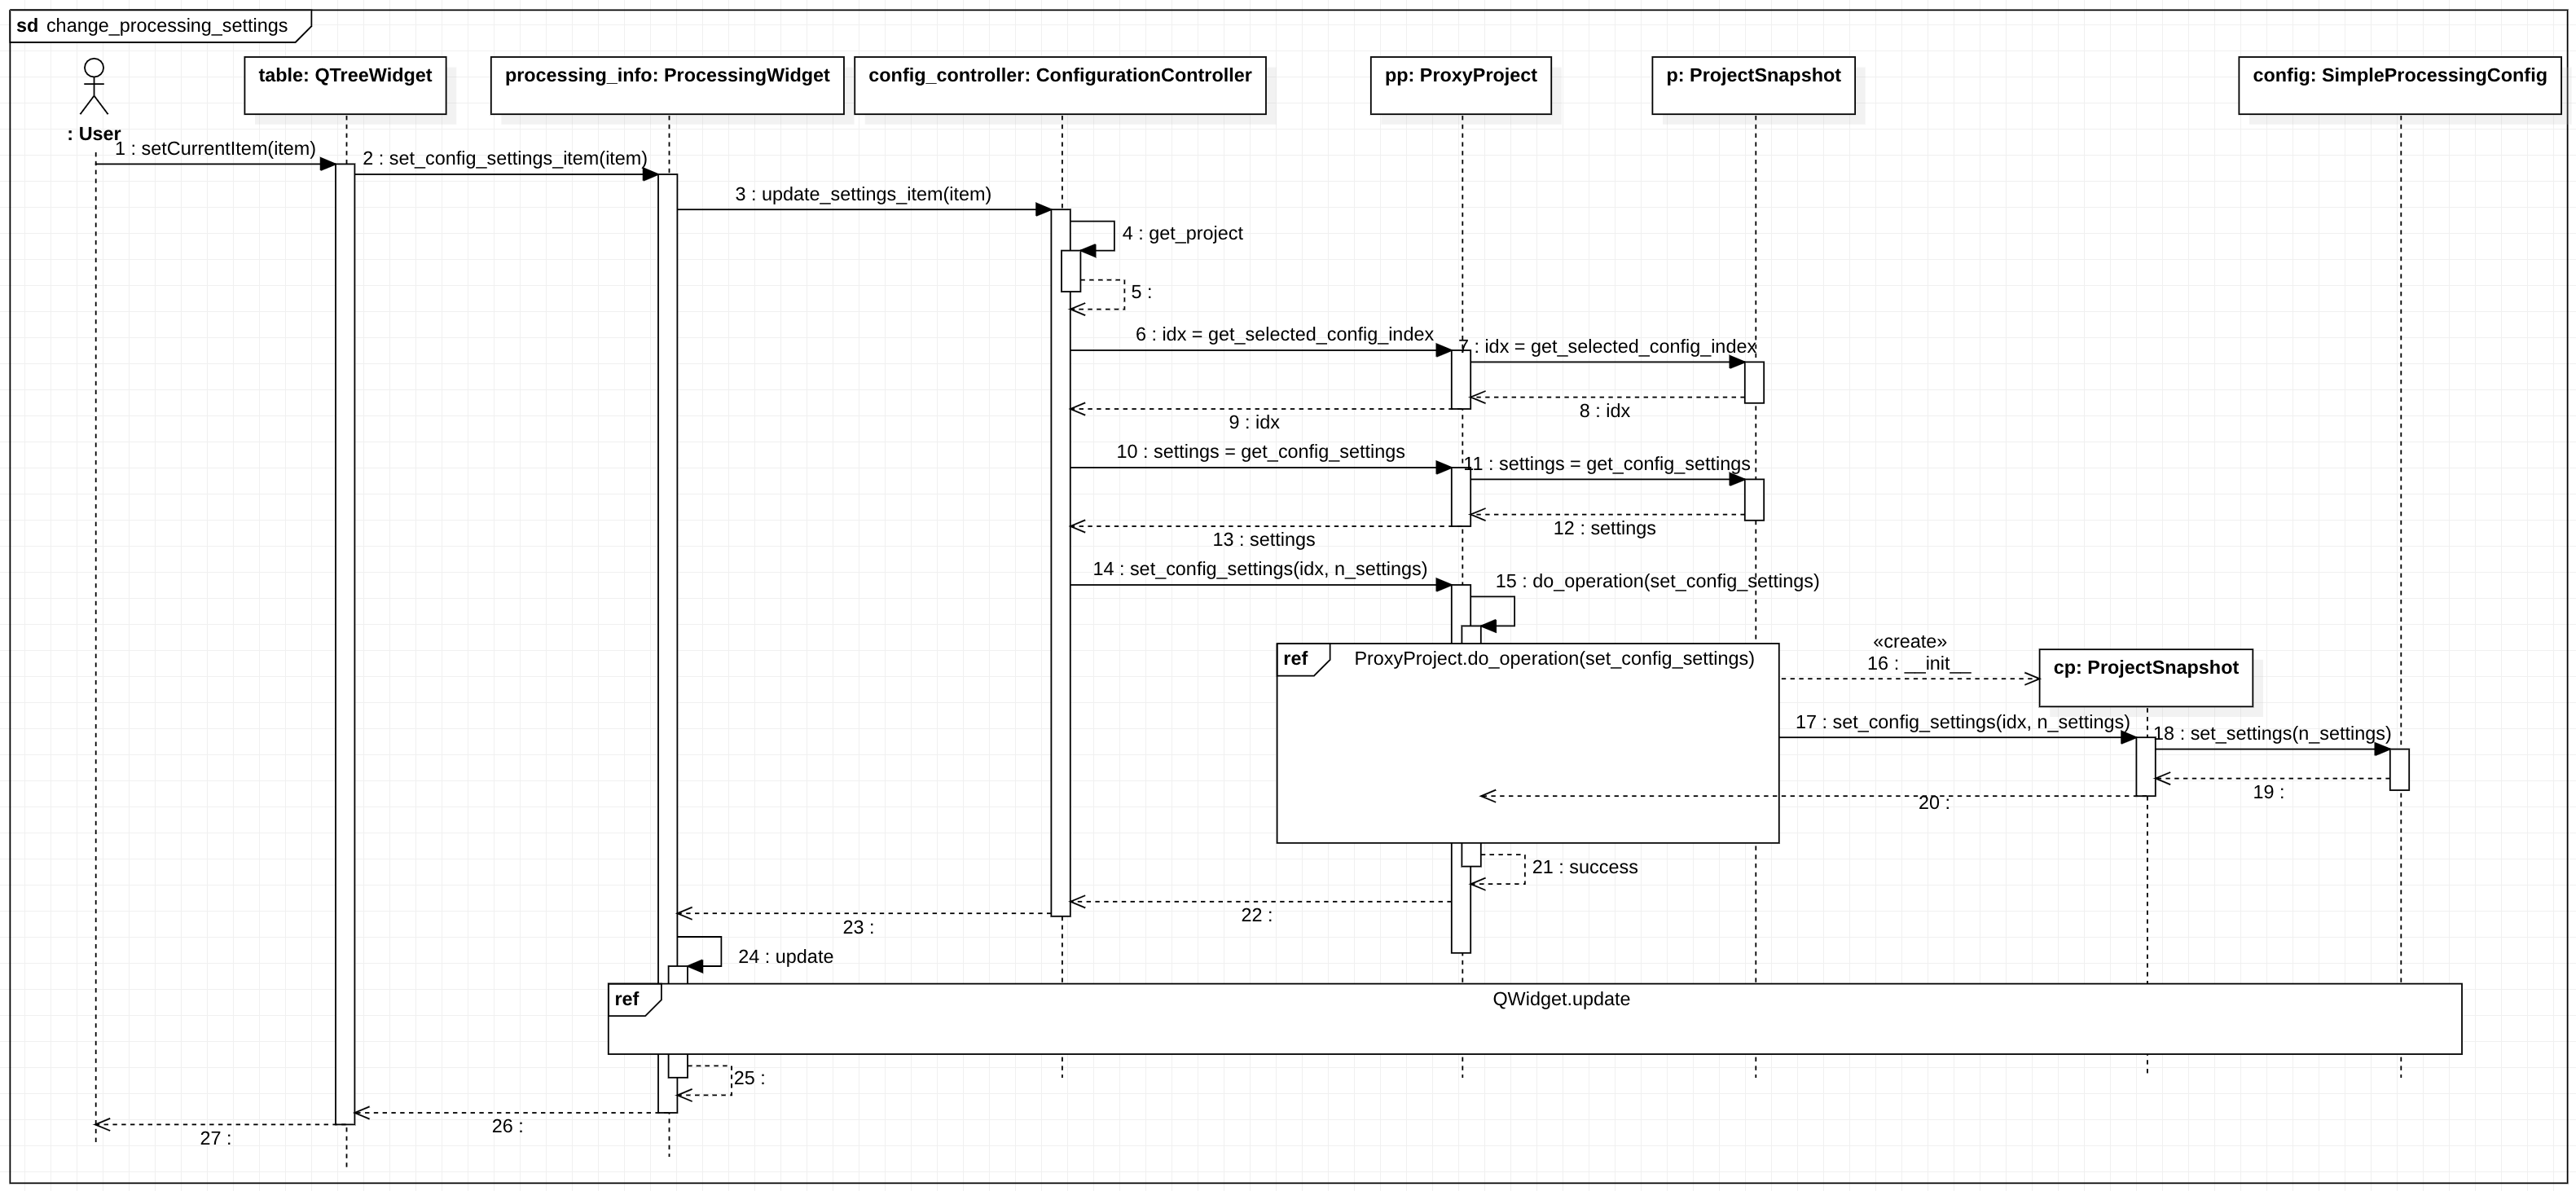 sd change_processing_settings
: User
table: QTreeWidget
processing_info: ProcessingWidget
config_controller: ConfigurationController
pp: ProxyProject
p: ProjectSnapshot
config: SimpleProcessingConfig
1 : setCurrentItem(item)
2 : set_config_settings_item(item)
3 : update_settings_item(item)
4 : get_project
5 :
6 : idx = get_selected_config_index
7 : idx = get_selected_config_index
8 : idx
9 : idx
10 : settings = get_config_settings
11 : settings = get_config_settings
12 : settings
13 : settings
14 : set_config_settings(idx, n_settings)
15 : do_operation(set_config_settings)
ref ProxyProject.do_operation(set_config_settings)
«create»
16 : __init__
cp: ProjectSnapshot
17 : set_config_settings(idx, n_settings)
18 : set_settings(n_settings)
19 :
20 :
21 : success
22 :
23 :
24 : update
ref QWidget.update
25 :
26 :
27 :